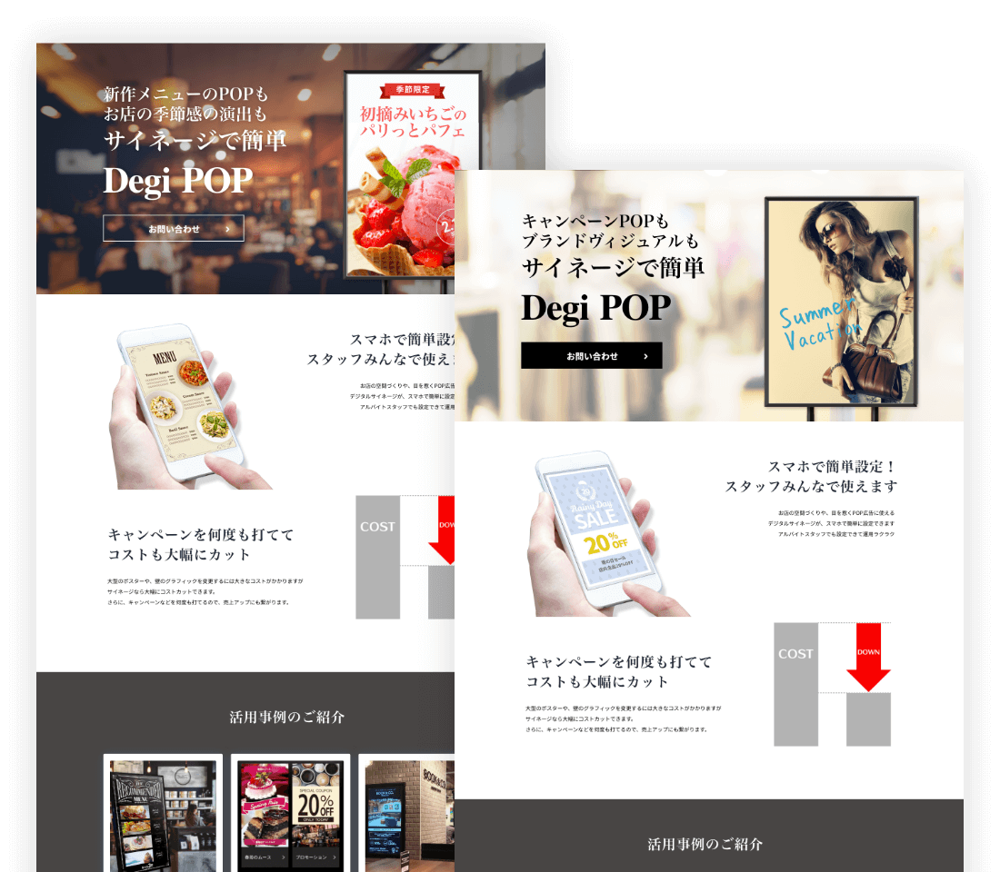 新作メニューのPOPも
お店の季節感の演出も
サイネージで簡単
Degi POP
お問い合わせ
季節限定
初摘みいちごの
パリっとパフェ
MENU
スマホで簡単設
スタッフみんなで使え
お店の空間づくりや、目を惹くPOP広告
デジタルサイネージが、スマホで簡単に設定
アルバイトスタッフでも設定できて運用
キャンペーンを何度も打てて
コストも大幅にカット
大型のポスターや、壁のグラフィックを変更するには大きなコストがかかりますが
サイネージなら大幅にコストカットできます。
さらに、キャンペーンなどを何度も打てるので、売上アップにも繋がります。
COST
DOW
活用事例のご紹介
RECOMMENDED
MENU
Spring Fair
SPECIAL COUPON
20%
OFF
ONLY TODAY
春苺のムース
プロモーション
BOOK&CO.
キャンペーンPOPも
ブランドヴィジュアルも
サイネージで簡単
Degi POP
お問い合わせ
Summer
Vacation
Rainy Day
SALE
20%
OFF
雨の日セール
スマホで簡単設定！
スタッフみんなで使えます
お店の空間づくりや、目を惹くPOP広告に使える
デジタルサイネージが、スマホで簡単に設定できます
アルバイトスタッフでも設定できて運用ラクラク
キャンペーンを何度も打てて
コストも大幅にカット
大型のポスターや、壁のグラフィックを変更するには大きなコストがかかりますが
サイネージなら大幅にコストカットできます。
さらに、キャンペーンなどを何度も打てるので、売上アップにも繋がります。
COST
DOWN
活用事例のご紹介